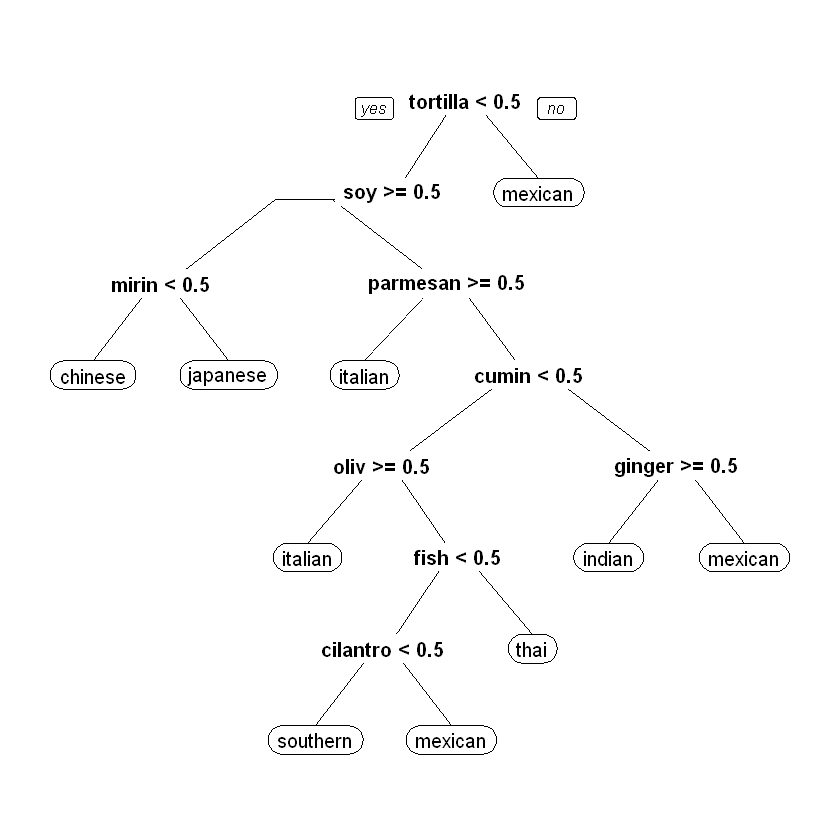 yes tortilla < 0.5 no
soy >= 0.5 mexican
mirin < 0.5 parmesan >= 0.5
chinese japanese italian cumin < 0.5
oliv >= 0.5 ginger >= 0.5
italian fish < 0.5 indian mexican
cilantro < 0.5 thai
southern mexican